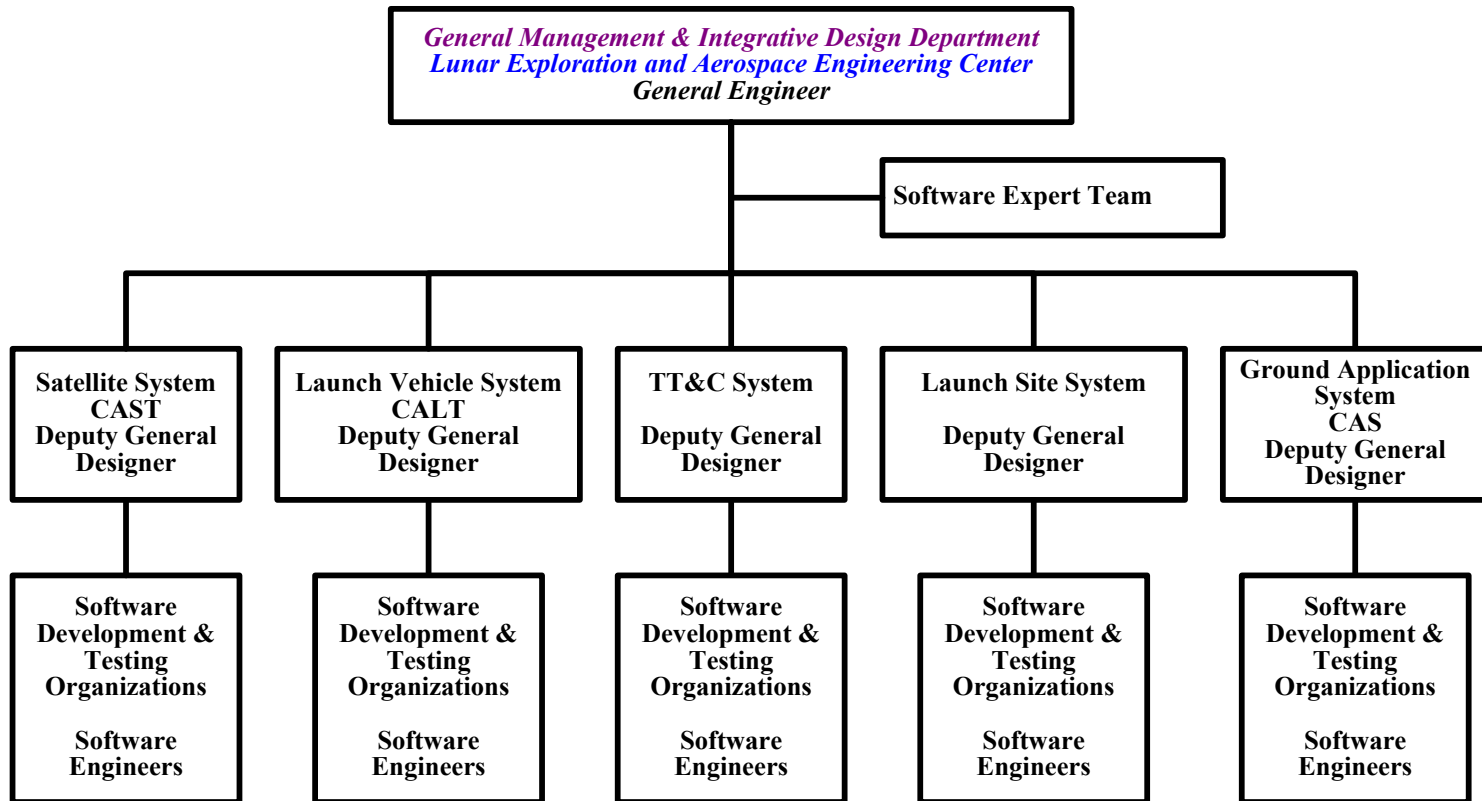 General Management & Integrative Design Department
Lunar Exploration and Aerospace Engineering Center
General Engineer
Software Expert Team
Satellite System
CAST
Deputy General
Designer
Launch Vehicle System
CALT
Deputy General
Designer
TT&C System
Deputy General
Designer
Launch Site System
Deputy General
Designer
Ground Application
System
CAS
Deputy General
Designer
Software
Development &
Testing
Organizations
Software
Engineers
Software
Development &
Testing
Organizations
Software
Engineers
Software
Development &
Testing
Organizations
Software
Engineers
Software
Development &
Testing
Organizations
Software
Engineers
Software
Development &
Testing
Organizations
Software
Engineers